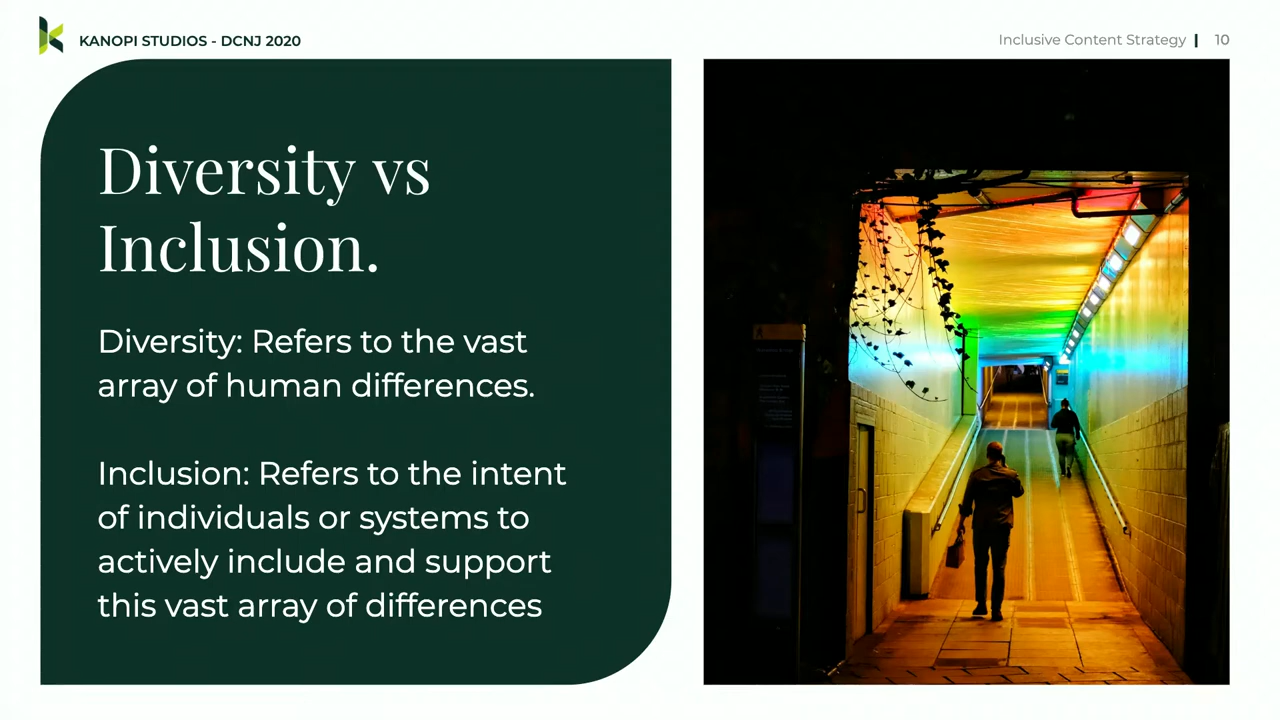 KANOPI STUDIOS - DCNJ 2020
Inclusive Content Strategy | 10
Diversity vs
Inclusion.
Diversity: Refers to the vast
array of human differences.
Inclusion: Refers to the intent
of individuals or systems to
actively include and support
this vast array of differences